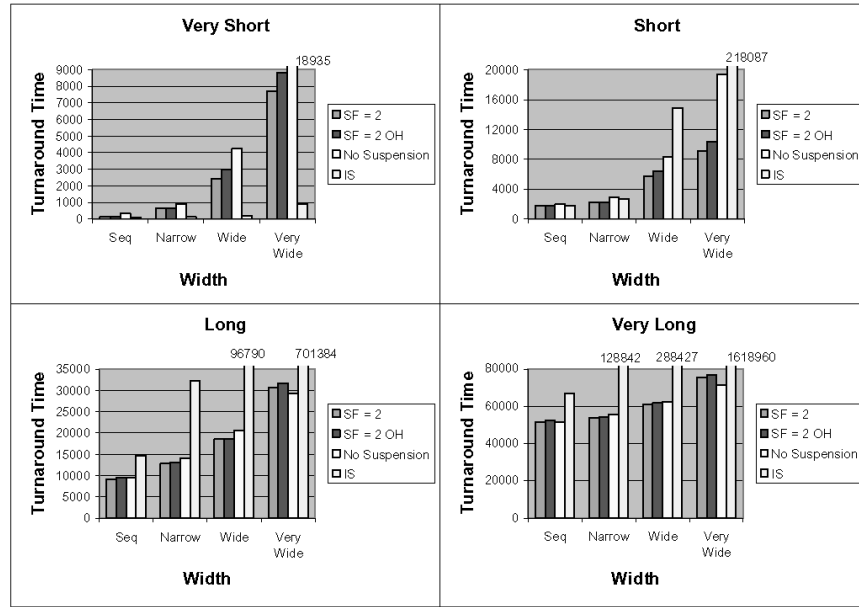 Very Short
18935
9000
8000
7000
6000
5000
4000
3000
2000
1000
0
Turnaround Time
Seq Narrow Wide Very Wide
Width
SF = 2
SF = 2 OH
No Suspension
IS
Short
218087
20000
16000
12000
8000
4000
0
Turnaround Time
Seq Narrow Wide Very Wide
Width
SF = 2
SF = 2 OH
No Suspension
IS
Long
96790 701384
35000
30000
25000
20000
15000
10000
5000
0
Turnaround Time
Seq Narrow Wide Very Wide
Width
SF = 2
SF = 2 OH
No Suspension
IS
Very Long
128842 288427 1618960
80000
60000
40000
20000
0
Turnaround Time
Seq Narrow Wide Very Wide
Width
SF = 2
SF = 2 OH
No Suspension
IS